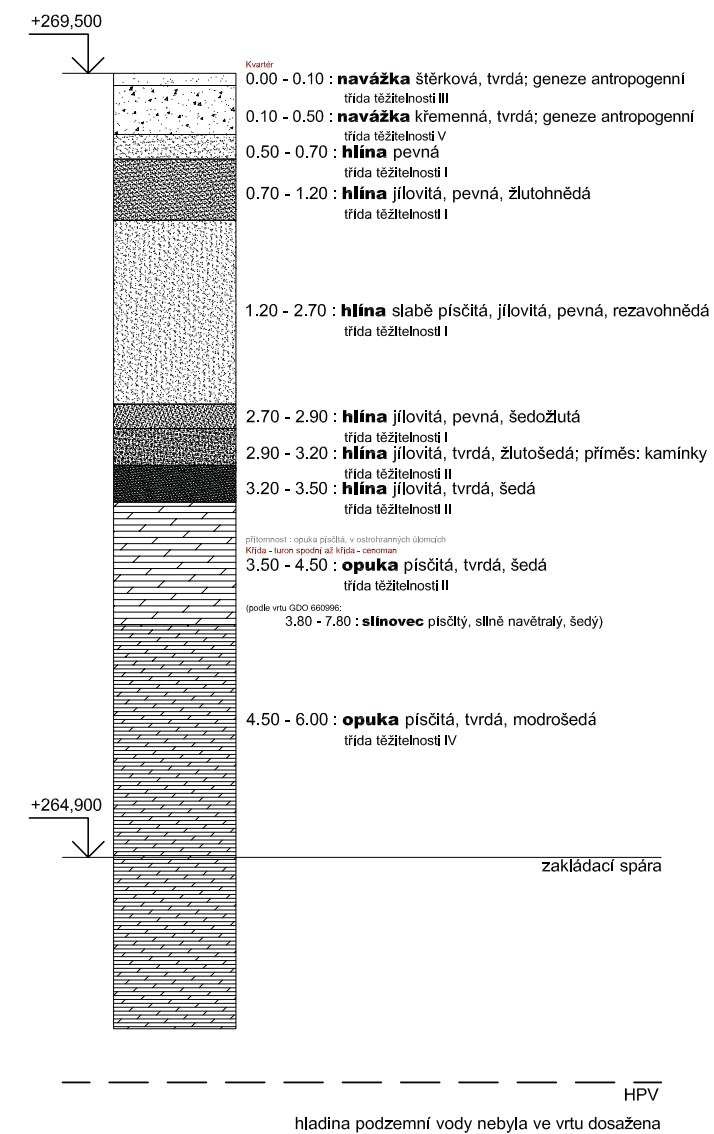 +269,500
Kvartér
0.00 - 0.10 : navážka štěrková, tvrdá; geneze antropogenní
třída těžitelnosti III
0.10 - 0.50 : navážka křemenná, tvrdá; geneze antropogenní
třída těžitelnosti V
0.50 - 0.70 : hlína pevná
třída těžitelnosti I
0.70 - 1.20 : hlína jílovitá, pevná, žlutohnědá
třída těžitelnosti I
1.20 - 2.70 : hlína slabě písčitá, jílovitá, pevná, rezavohnědá
třída těžitelnosti I
2.70 - 2.90 : hlína jílovitá, pevná, šedožlutá
třída těžitelnosti I
2.90 - 3.20 : hlína jílovitá, tvrdá, žlutošedá; příměs: kamínky
třída těžitelnosti II
3.20 - 3.50 : hlína jílovitá, tvrdá, šedá
třída těžitelnosti II
přítomnost : opuka písčitá, v ostrohranných úlomcích
Křída - turon spodní až křída - cenoman
3.50 - 4.50 : opuka písčitá, tvrdá, šedá
třída těžitelnosti II
(podle vrtu GDO 660996:
3.80 - 7.80 : slínovec písčitý, silně navětralý, šedý)
4.50 - 6.00 : opuka písčitá, tvrdá, modrošedá
třída těžitelnosti IV
+264,900
zakládací spára
HPV
hladina podzemní vody nebyla ve vrtu dosažena